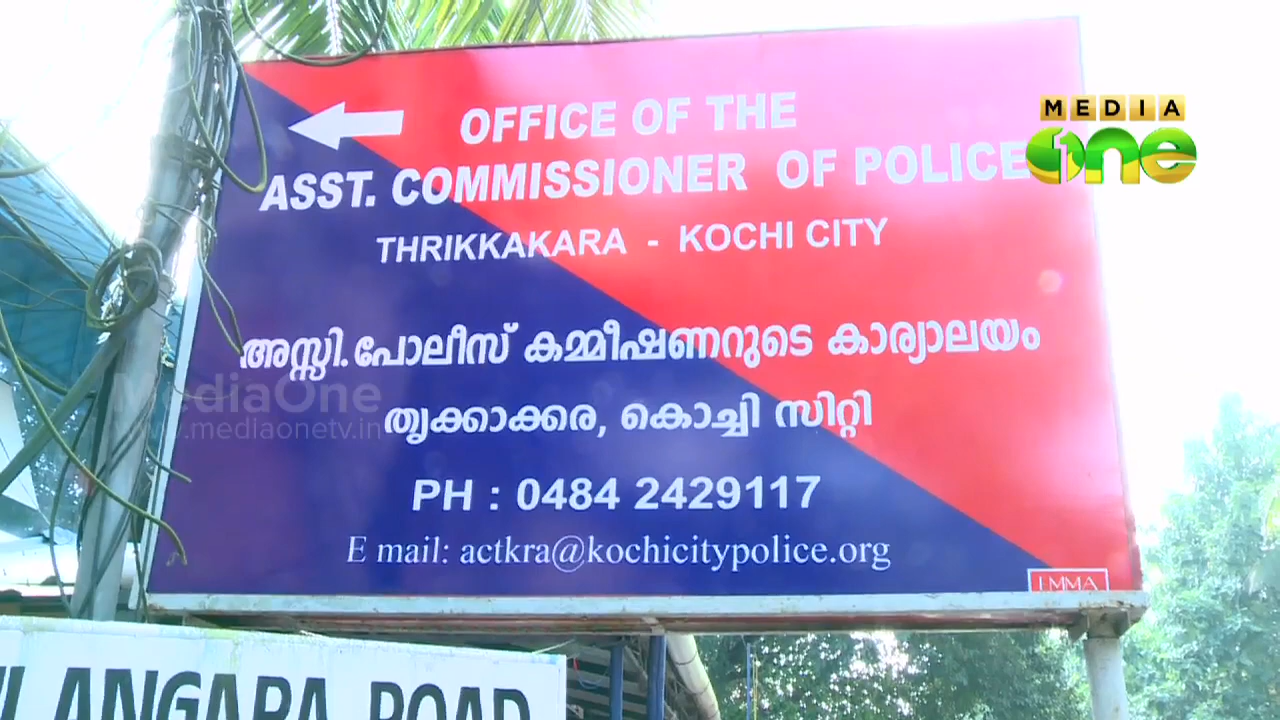 MEDIA
One
OFFICE OF THE
ASST. COMMISSIONER OF POLICE
THRIKKAKARA - KOCHI CITY
അസ്സി. പോലീസ് കമ്മീഷണറുടെ കാര്യാലയം
തൃക്കാക്കര, കൊച്ചി സിറ്റി
MediaOne
www.mediaonetv.in
PH : 0484 2429117
E mail: actkra@kochicitypolice.org
EMMA
ROAD